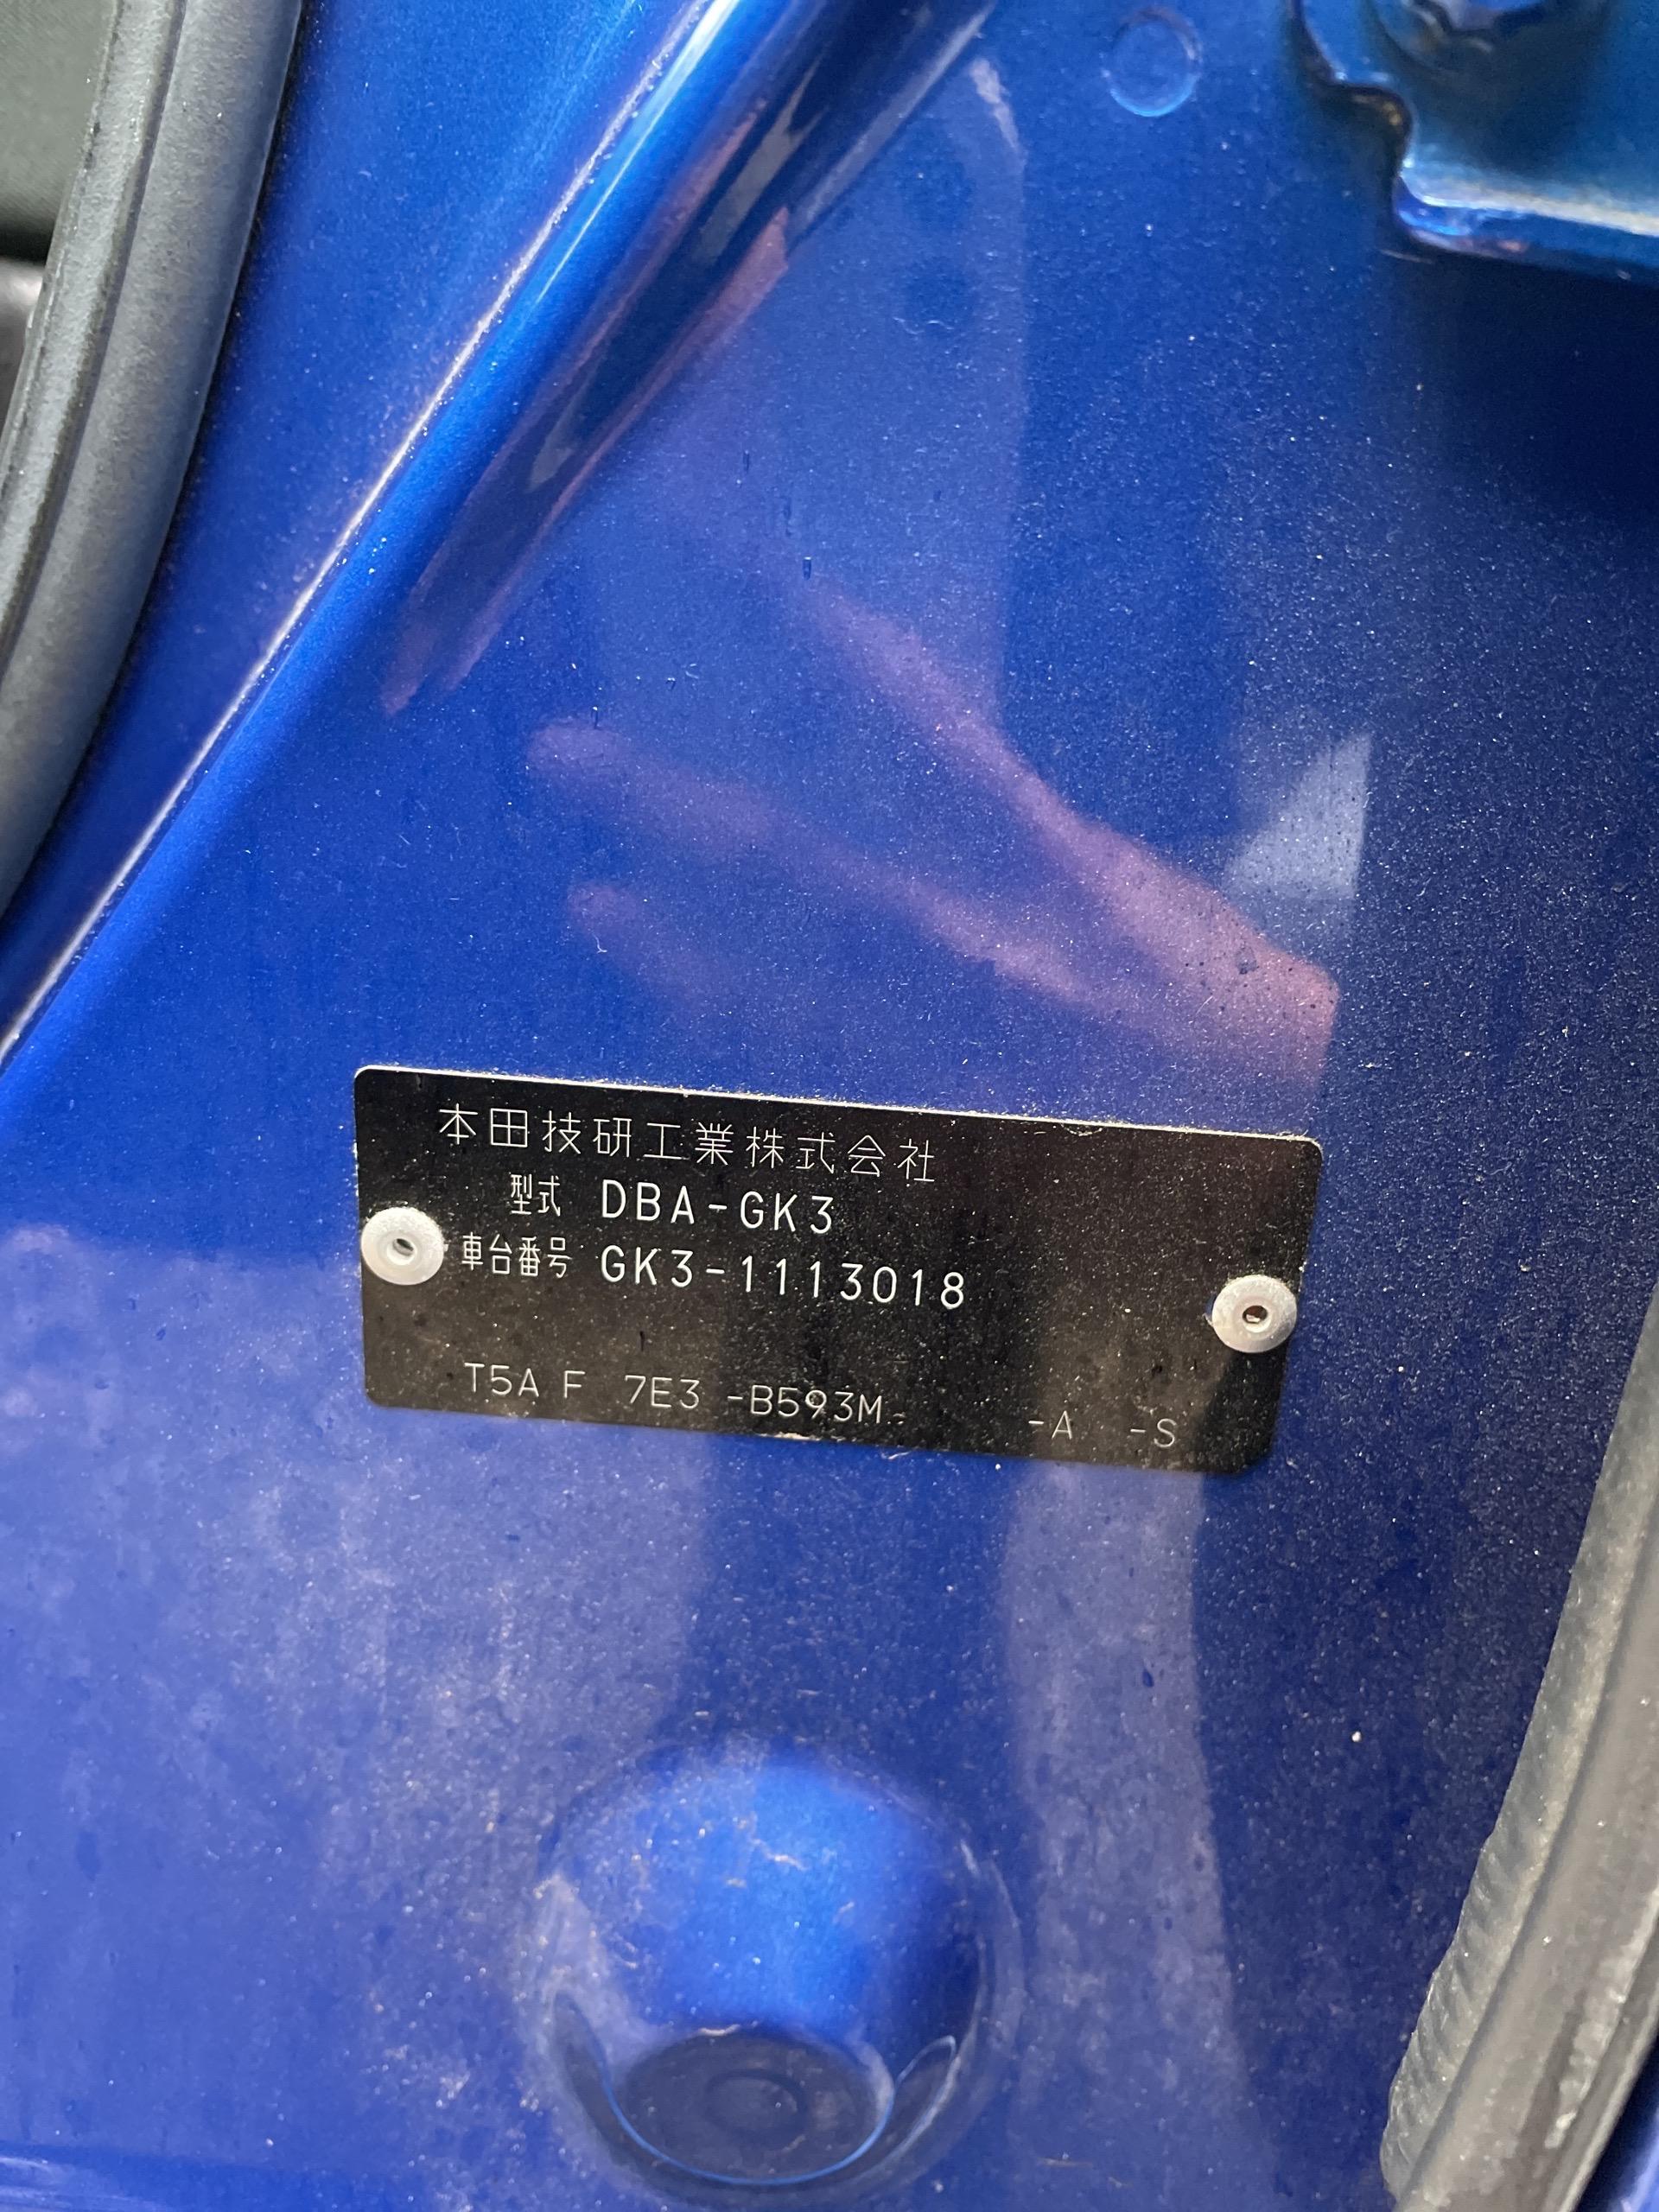 本田技研工業株式会社
型式 DBA-GK3
車台番号 GK3-1113018
T5A F 7E3 -B593M- -A -S